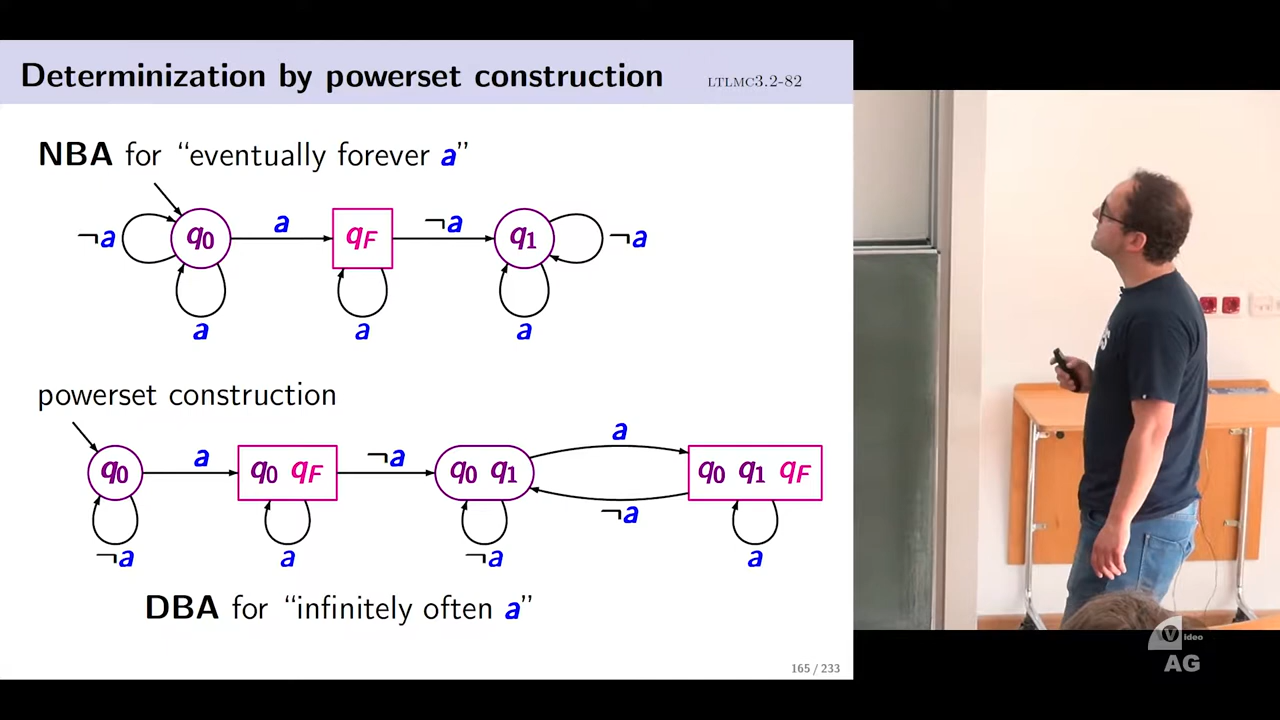 Determinization by powerset construction LTLMC3.2-82
NBA for “eventually forever a”
¬a q0 a qF ¬a q1 ¬a
a a a
powerset construction
a
q0 a q0 qF ¬a q0 q1 q0 q1 qF
¬a
¬a a ¬a a
DBA for “infinitely often a”
165 / 233
Video
AG